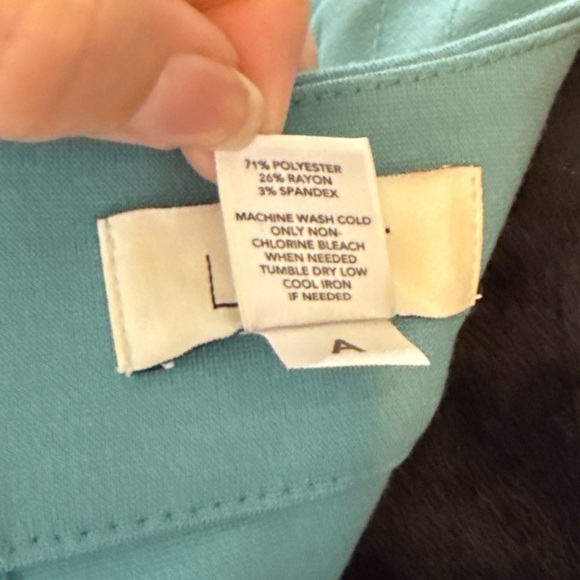 71% POLYESTER
26% RAYON
3% SPANDEX
MACHINE WASH COLD
ONLY NON-
CHLORINE BLEACH
WHEN NEEDED
TUMBLE DRY LOW
COOL IRON
IF NEEDED
L
A